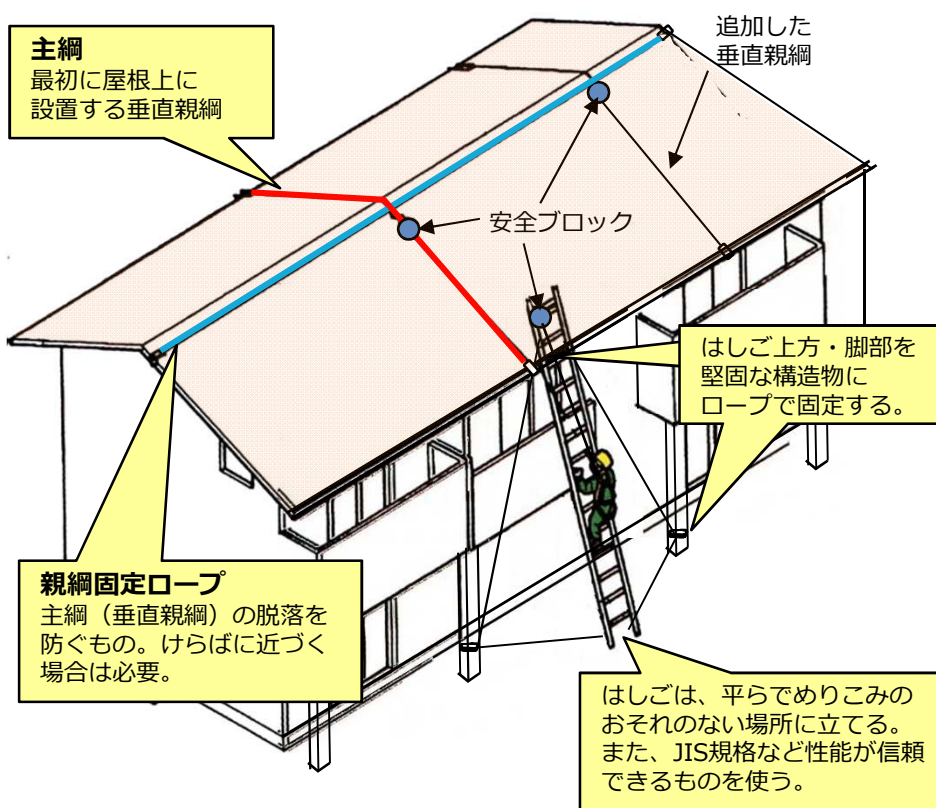 主綱
最初に屋根上に
設置する垂直親綱
追加した
垂直親綱
安全ブロック
はしご上方・脚部を
堅固な構造物に
ロープで固定する。
親綱固定ロープ
主綱（垂直親綱）の脱落を
防ぐもの。けらばに近づく
場合は必要。
はしごは、平らでめりこみの
おそれのない場所に立てる。
また、JIS規格など性能が信頼
できるものを使う。